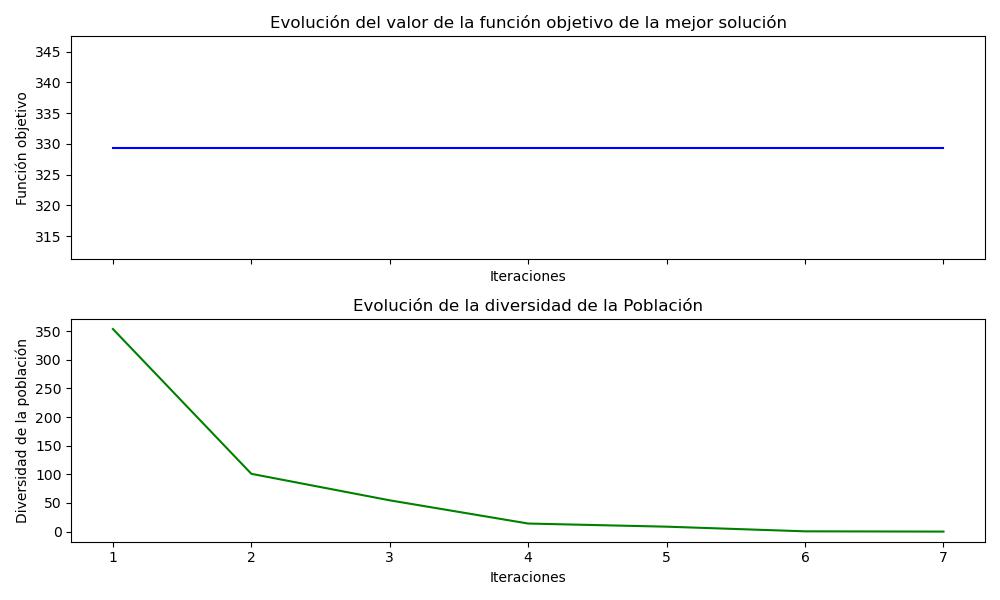 Evolución del valor de la función objetivo de la mejor solución
Función objetivo
345
340
335
330
325
320
315
Iteraciones
Evolución de la diversidad de la Población
Diversidad de la población
350
300
250
200
150
100
50
0
1 2 3 4 5 6 7
Iteraciones